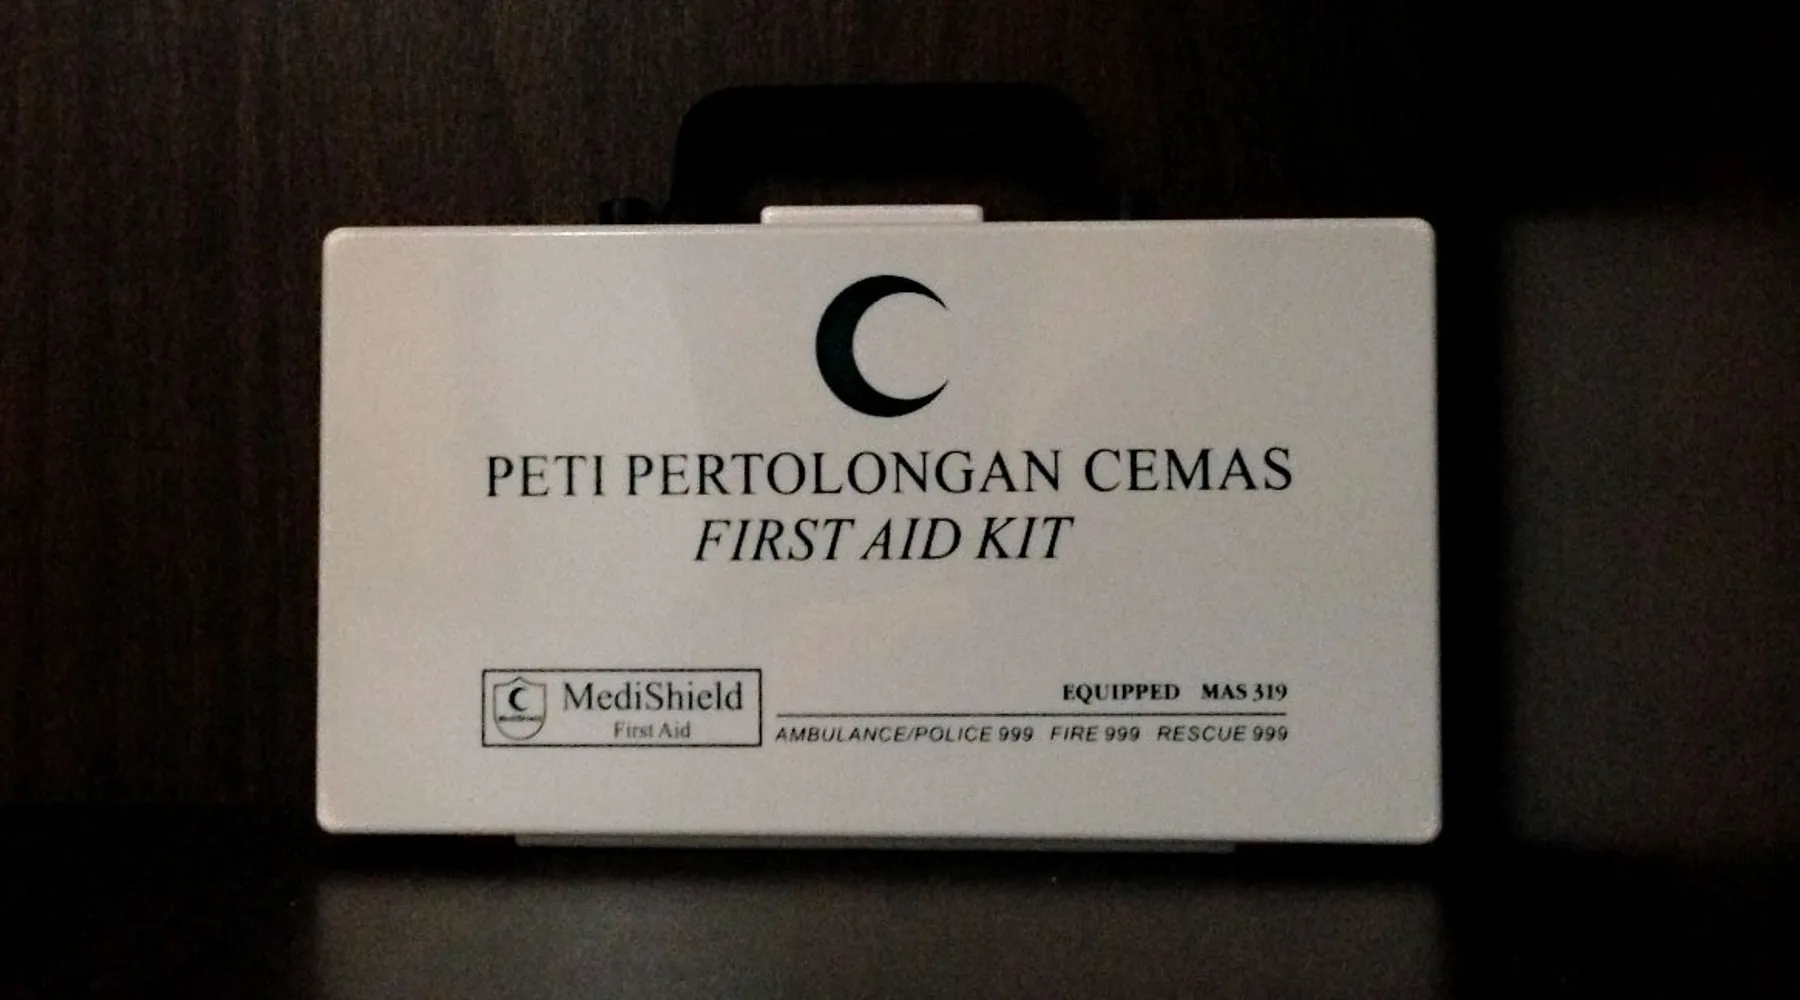 PETI PERTOLONGAN CEMAS
FIRST AID KIT
MediShield
First Aid
EQUIPPED MAS 319
AMBULANCE/POLICE 999 FIRE 999 RESCUE 999